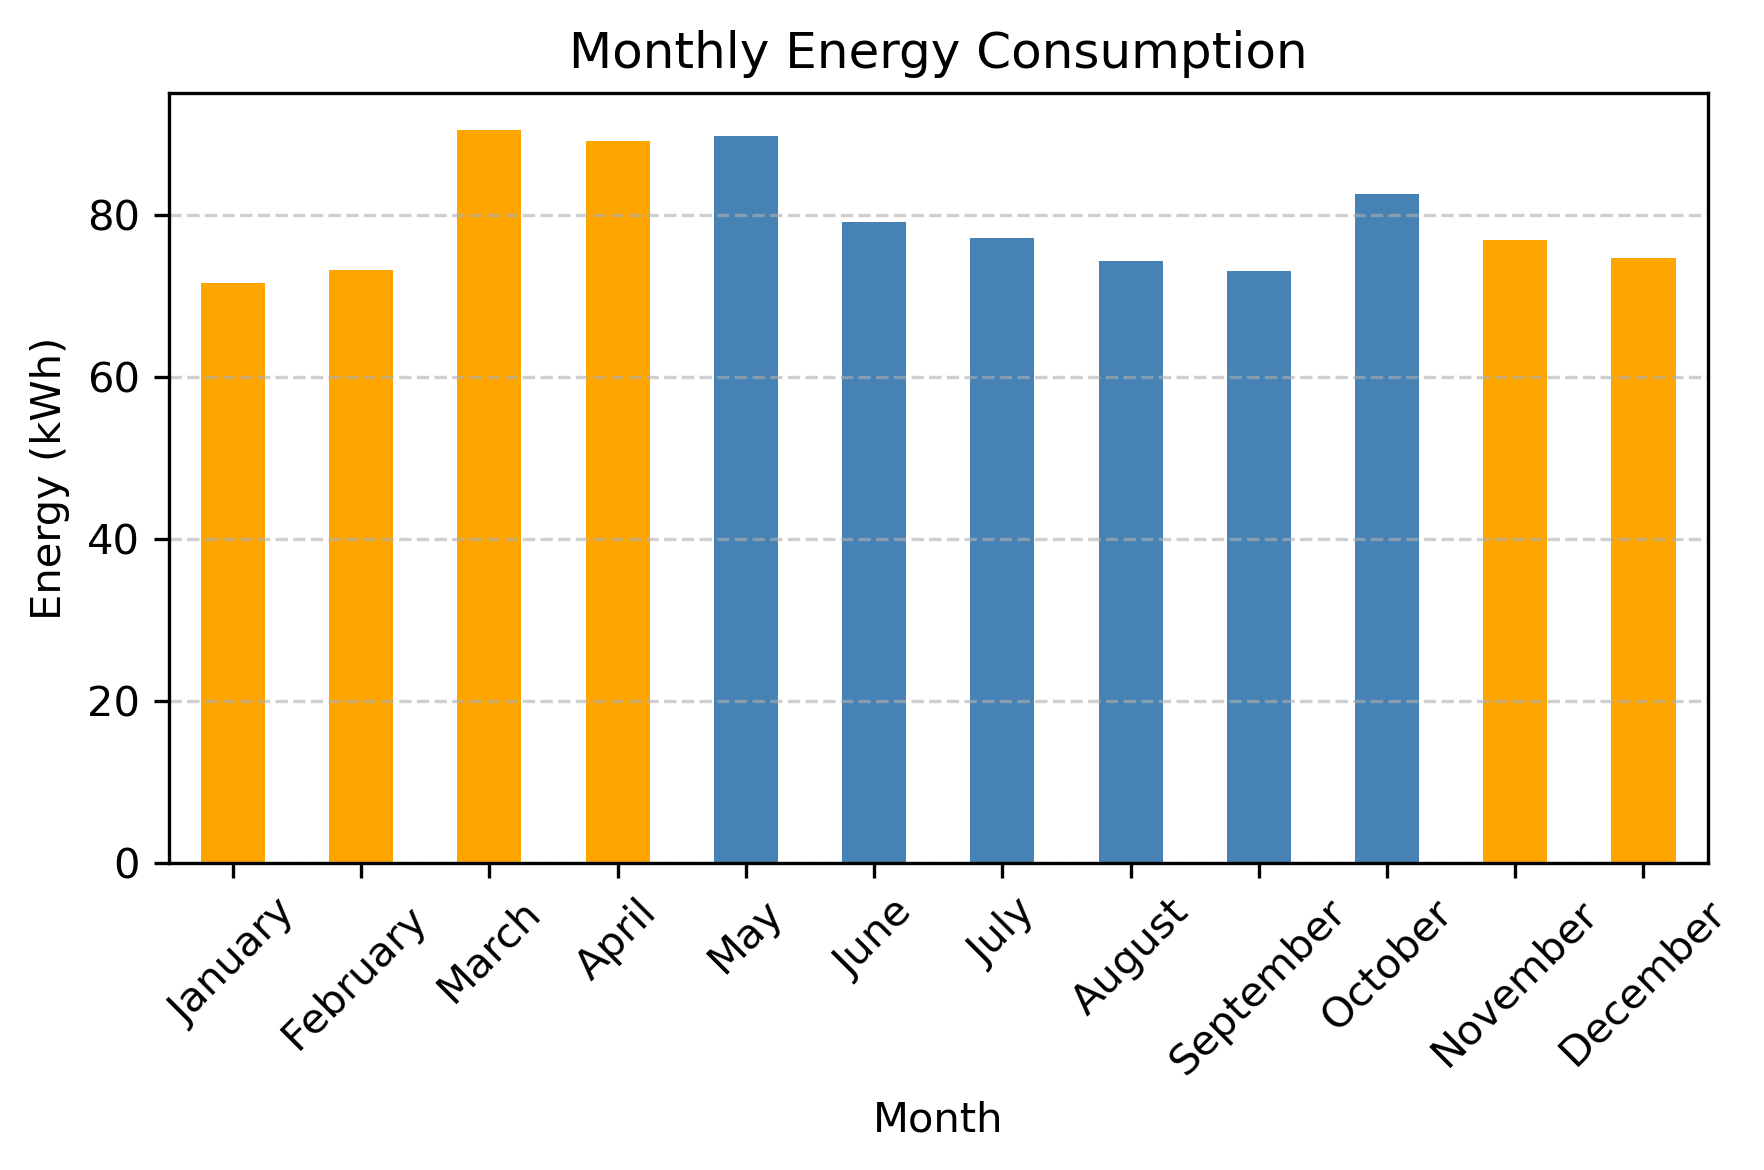 Monthly Energy Consumption
Energy (kWh)
80
60
40
20
0
January
February
March
April
May
June
July
August
September
October
November
December
Month